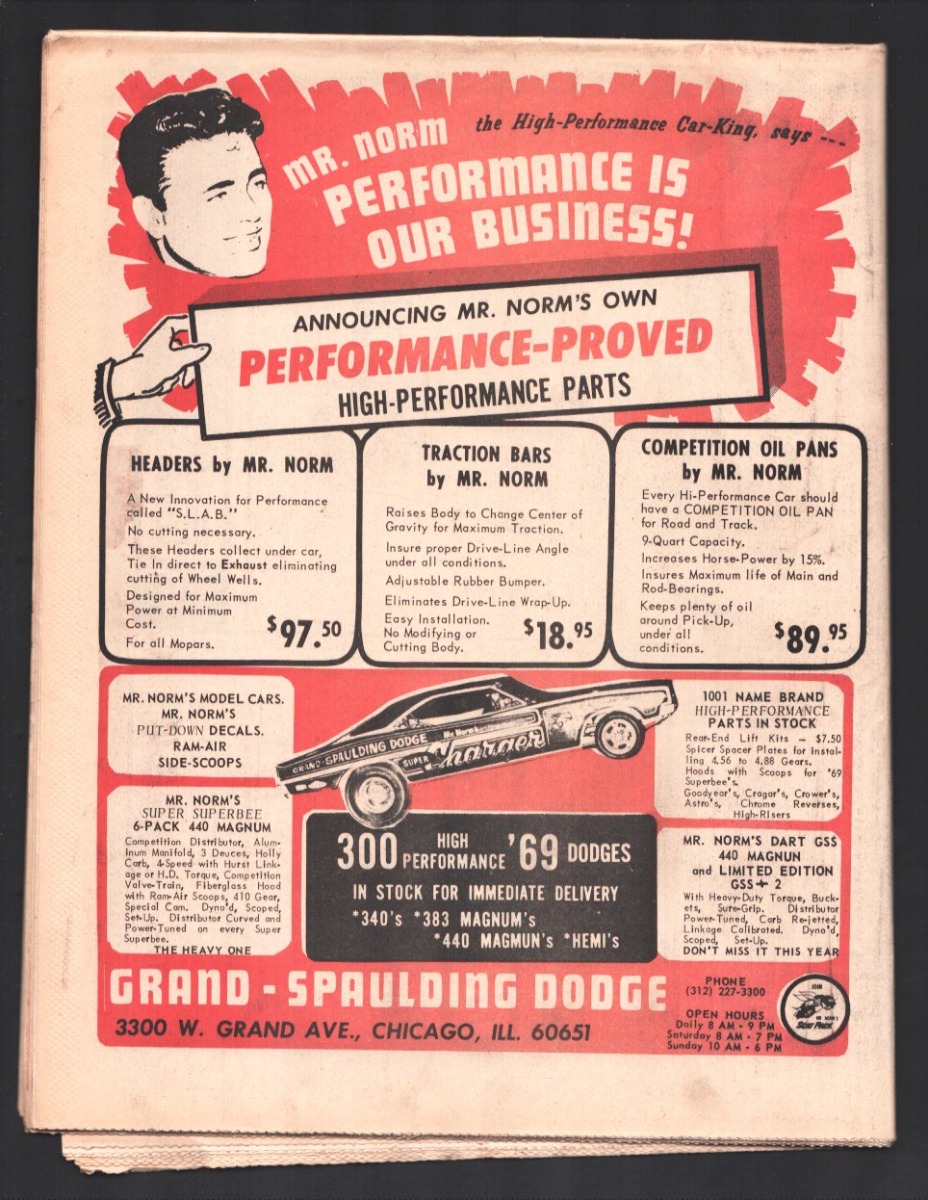 the High-Performance Car-King, says ---
MR. NORM
PERFORMANCE IS
OUR BUSINESS!
ANNOUNCING MR. NORM'S OWN
PERFORMANCE-PROVED
HIGH-PERFORMANCE PARTS
HEADERS by MR. NORM
A New Innovation for Performance
called "S.L.A.B."
No cutting necessary.
These Headers collect under car,
Tie In direct to Exhaust eliminating
cutting of Wheel Wells.
Designed for Maximum
Power at Minimum
Cost.
For all Mopars.
$97.50
TRACTION BARS
by MR. NORM
Raises Body to Change Center of
Gravity for Maximum Traction.
Insure proper Drive-Line Angle
under all conditions.
Adjustable Rubber Bumper.
Eliminates Drive-Line Wrap-Up.
Easy Installation.
No Modifying or
Cutting Body.
$18.95
COMPETITION OIL PANS
by MR. NORM
Every Hi-Performance Car should
have a COMPETITION OIL PAN
for Road and Track.
9-Quart Capacity.
Increases Horse-Power by 15%.
Insures Maximum life of Main and
Rod-Bearings.
Keeps plenty of oil
around Pick-Up,
under all
conditions.
$89.95
MR. NORM'S MODEL CARS.
MR. NORM'S
PUT-DOWN DECALS.
RAM-AIR
SIDE-SCOOPS
GRAND-SPAULDING DODGE
Mr. Norm's
SUPER Charger
1001 NAME BRAND
HIGH-PERFORMANCE
PARTS IN STOCK
Rear-End Lift Kits — $7.50
Spicer Spacer Plates for Instal-
ling 4.56 to 4.88 Gears.
Hoods with Scoops for '69
Superbee's.
Goodyear's, Cragar's, Crower's,
Astro's, Chrome Reverses,
High-Risers
MR. NORM'S
SUPER SUPERBEE
6-PACK 440 MAGNUM
Competition Distributor, Alum-
inum Manifold, 3 Deuces, Holly
Carb, 4-Speed with Hurst Link-
age or H.D. Torque, Competition
Valve-Train, Fiberglass Hood
with Ram-Air Scoops, 410 Gear,
Special Cam. Dyno'd, Scoped,
Set-Up. Distributor Curved and
Power-Tuned on every Super
Superbee.
THE HEAVY ONE
300 HIGH PERFORMANCE '69 DODGES
IN STOCK FOR IMMEDIATE DELIVERY
*340's *383 MAGNUM's
*440 MAGMUN's *HEMI's
MR. NORM'S DART GSS
440 MAGNUN
and LIMITED EDITION
GSS+ 2
With Heavy-Duty Torque, Buck-
ets, Sure-Grip. Distributor
Power-Tuned, Carb Re-jetted,
Linkage Calibrated. Dyno'd,
Scoped, Set-Up.
DON'T MISS IT THIS YEAR
GRAND - SPAULDING DODGE
3300 W. GRAND AVE., CHICAGO, ILL. 60651
PHONE
(312) 227-3300
OPEN HOURS
Daily 8 AM - 9 PM
Saturday 8 AM - 7 PM
Sunday 10 AM - 6 PM
JOIN
MR NORM'S
Scat Pack